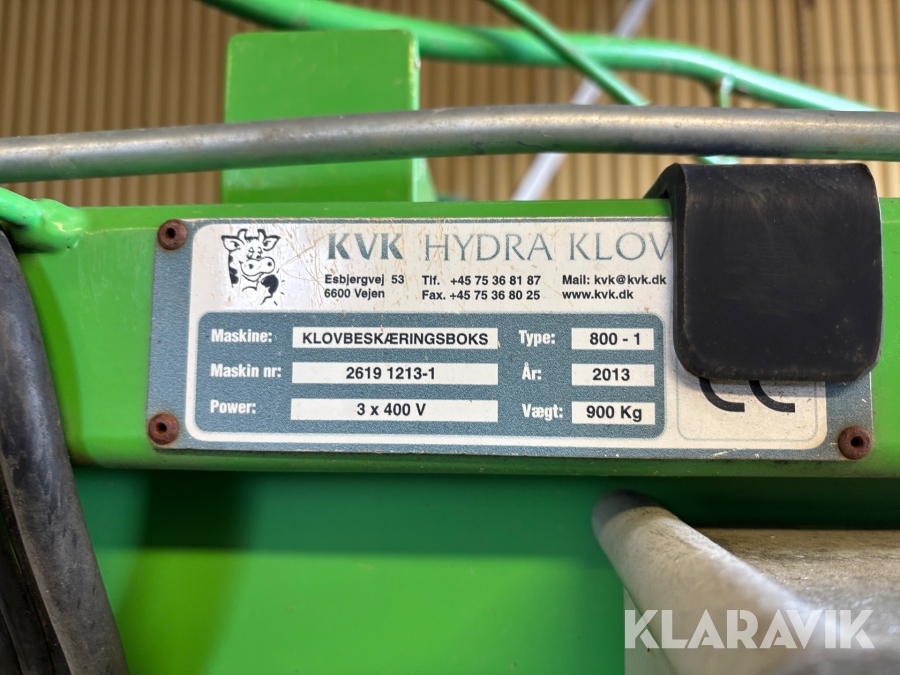 KVK HYDRA KLOV
Esbjergvej 53 Tlf. +45 75 36 81 87 Mail: kvk@kvk.dk
6600 Vejen Fax. +45 75 36 80 25 www.kvk.dk
Maskine: KLOVBESKÆRINGSBOKS Type: 800 - 1
Maskin nr: 2619 1213-1 År: 2013
Power: 3 x 400 V Vægt: 900 Kg
CE
KLARAVIK